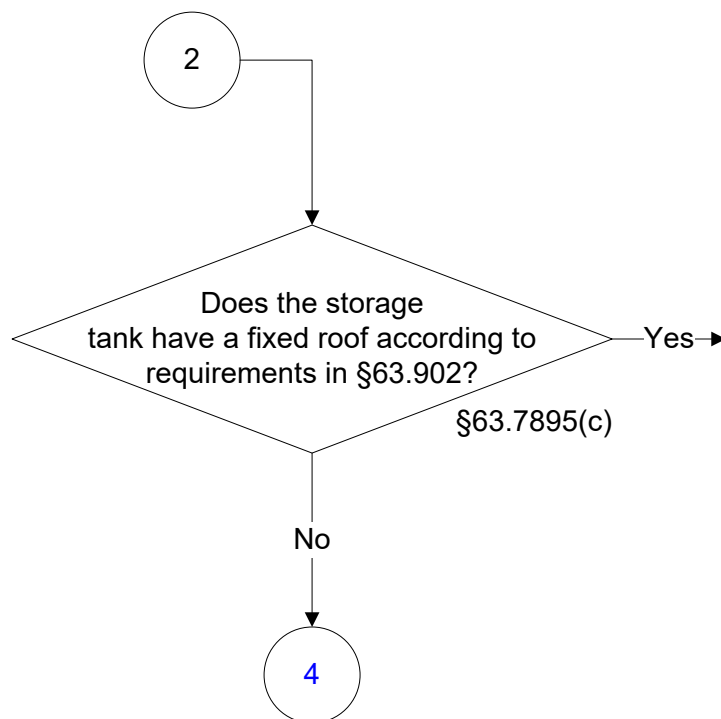 2
Does the storage
tank have a fixed roof according to
requirements in §63.902?
Yes
§63.7895(c)
No
4